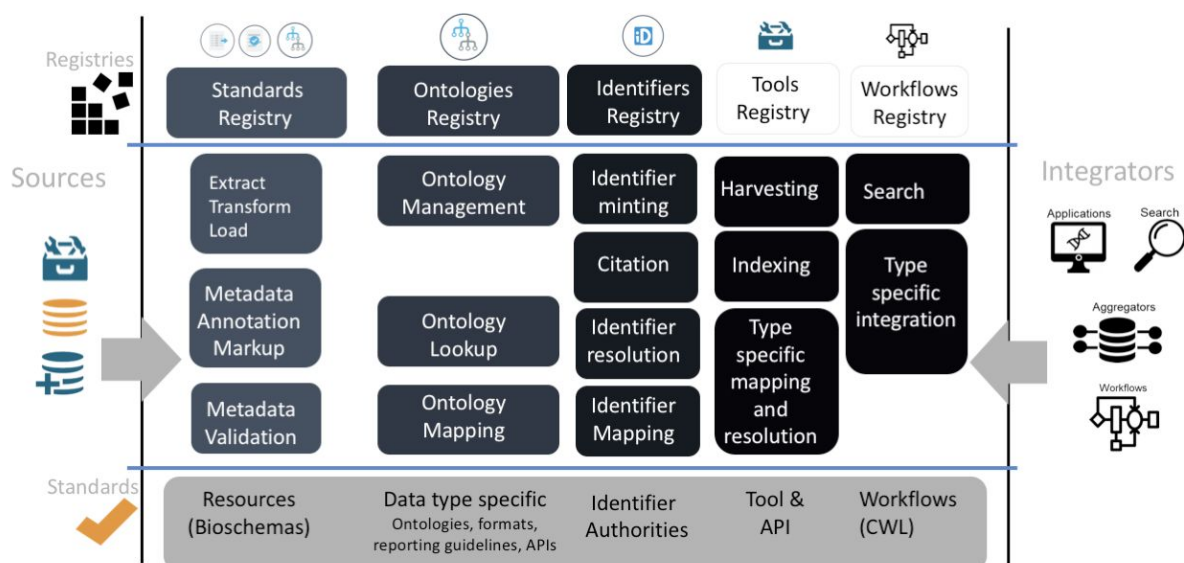 Registries
Standards
Registry
Ontologies
Registry
iD
Identifiers
Registry
Tools
Registry
Workflows
Registry
Sources
Extract
Transform
Load
Metadata
Annotation
Markup
Metadata
Validation
Ontology
Management
Ontology
Lookup
Ontology
Mapping
Identifier
minting
Citation
Identifier
resolution
Identifier
Mapping
Harvesting
Indexing
Type
specific
mapping
and
resolution
Search
Type
specific
integration
Integrators
Applications
Search
Aggregators
Workflows
Standards
Resources
(Bioschemas)
Data type specific
Ontologies, formats,
reporting guidelines, APIs
Identifier
Authorities
Tool &
API
Workflows
(CWL)